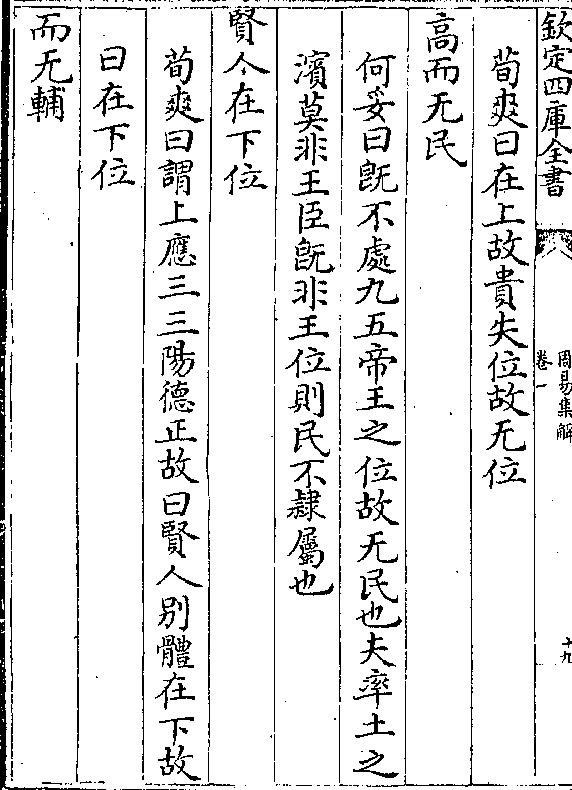 欽定四庫全書
周易集解
卷一
十九
荀爽曰在上故貴失位故无位
高而无民
何妥曰既不處九五帝王之位故无民也夫率土之
濱莫非王臣既非王位則民不隷屬也
賢人在下位
荀爽曰謂上應三三陽德正故曰賢人别體在下故
曰在下位
而无輔